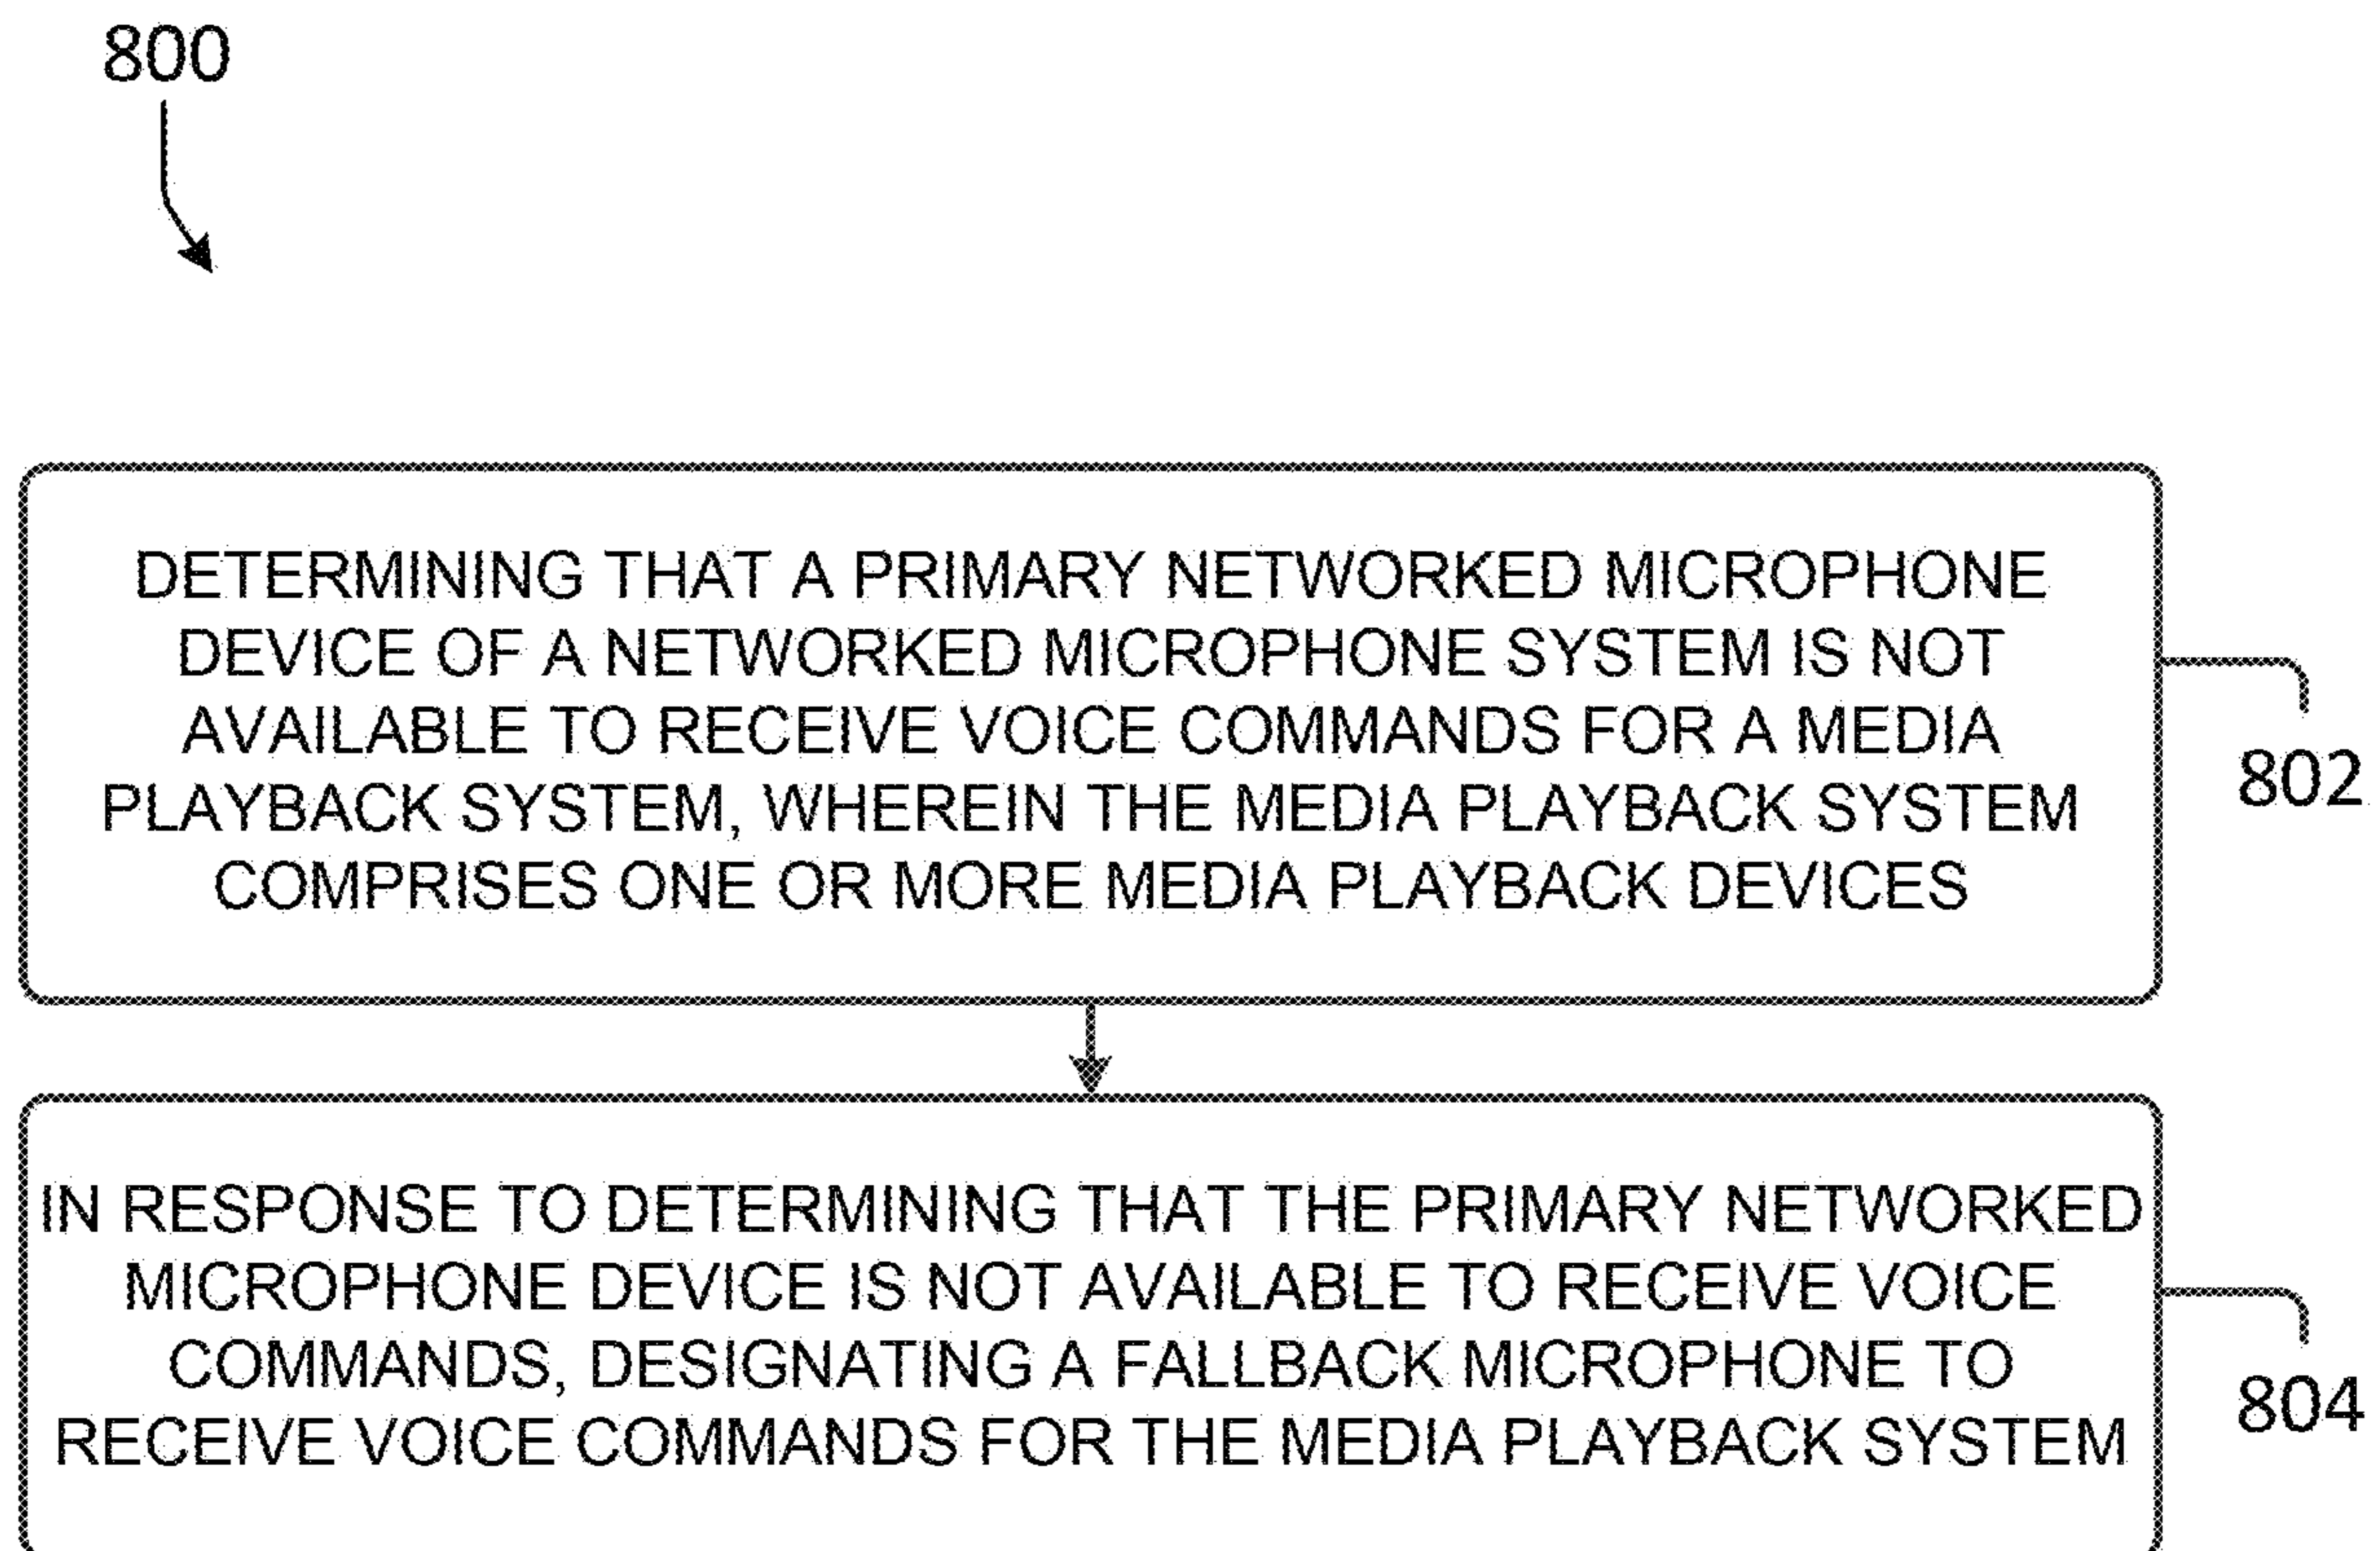 800
DETERMINING THAT A PRIMARY NETWORKED MICROPHONE
DEVICE OF A NETWORKED MICROPHONE SYSTEM IS NOT
AVAILABLE TO RECEIVE VOICE COMMANDS FOR A MEDIA
PLAYBACK SYSTEM, WHEREIN THE MEDIA PLAYBACK SYSTEM
COMPRISES ONE OR MORE MEDIA PLAYBACK DEVICES
802
IN RESPONSE TO DETERMINING THAT THE PRIMARY NETWORKED
MICROPHONE DEVICE IS NOT AVAILABLE TO RECEIVE VOICE
COMMANDS, DESIGNATING A FALLBACK MICROPHONE TO
RECEIVE VOICE COMMANDS FOR THE MEDIA PLAYBACK SYSTEM
804